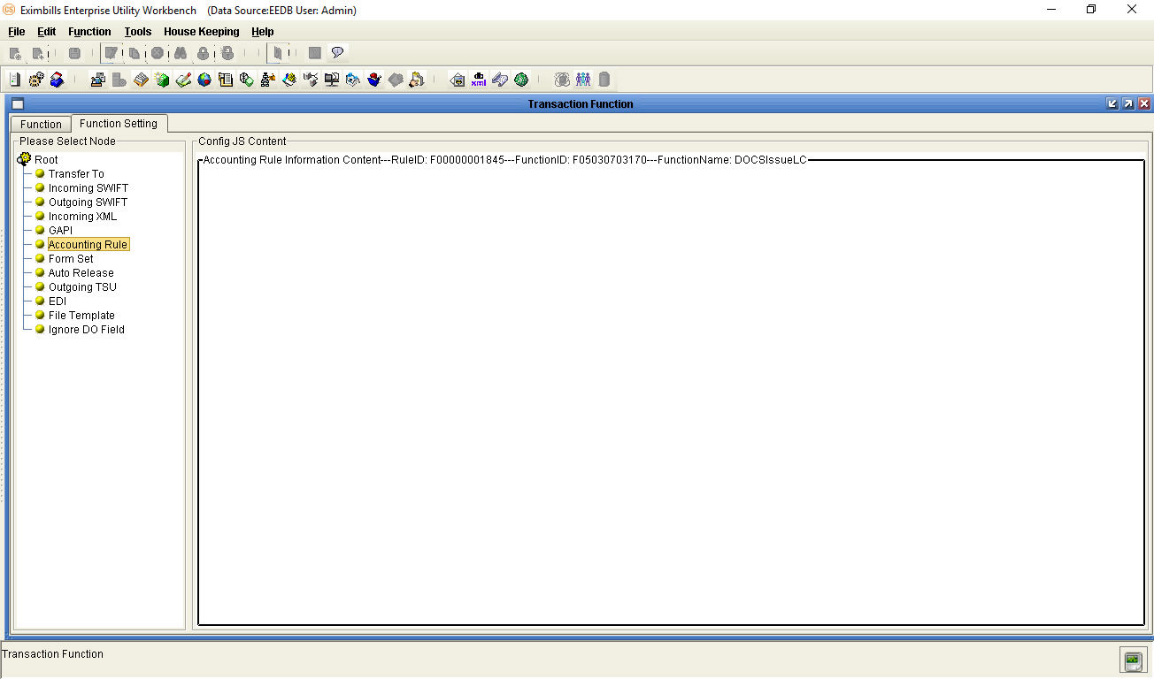 Eximbills Enterprise Utility Workbench (Data Source:EEDB User: Admin)
File Edit Function Tools House Keeping Help
xml
Transaction Function
Function Function Setting
Please Select Node
Config JS Content
Root
Accounting Rule Information Content---RuleID: F00000001845---FunctionID: F05030703170---FunctionName: DOCSIssueLC
Transfer To
Incoming SWIFT
Outgoing SWIFT
Incoming XML
GAPI
Accounting Rule
Form Set
Auto Release
Outgoing TSU
EDI
File Template
Ignore DO Field
Transaction Function